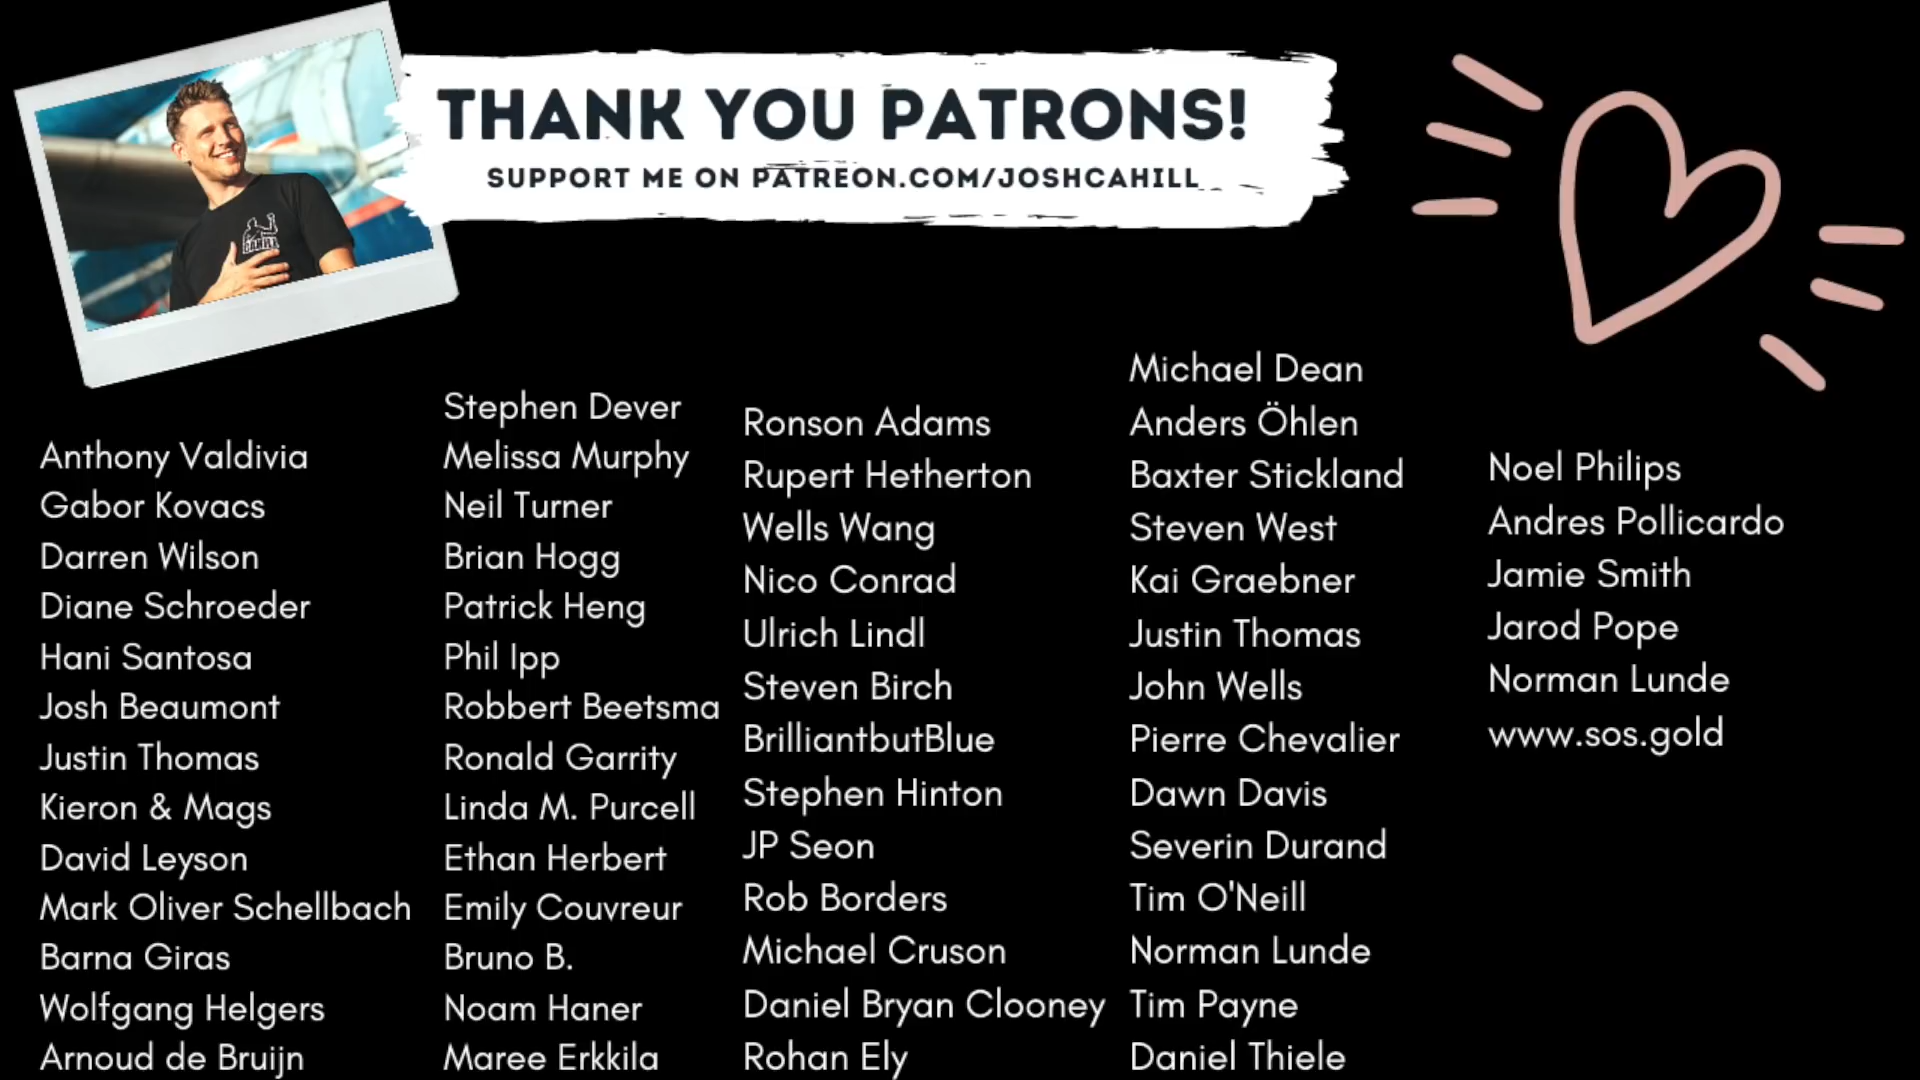 THANK YOU PATRONS!
SUPPORT ME ON PATREON.COM/JOSHCAHILL
Anthony Valdivia
Gabor Kovacs
Darren Wilson
Diane Schroeder
Hani Santosa
Josh Beaumont
Justin Thomas
Kieron & Mags
David Leyson
Mark Oliver Schellbach
Barna Giras
Wolfgang Helgers
Arnoud de Bruijn
Stephen Dever
Melissa Murphy
Neil Turner
Brian Hogg
Patrick Heng
Phil Ipp
Robbert Beetsma
Ronald Garrity
Linda M. Purcell
Ethan Herbert
Emily Couvreur
Bruno B.
Noam Haner
Maree Erkkila
Ronson Adams
Rupert Hetherton
Wells Wang
Nico Conrad
Ulrich Lindl
Steven Birch
BrilliantbutBlue
Stephen Hinton
JP Seon
Rob Borders
Michael Cruson
Daniel Bryan Clooney
Rohan Ely
Michael Dean
Anders Öhlen
Baxter Stickland
Steven West
Kai Graebner
Justin Thomas
John Wells
Pierre Chevalier
Dawn Davis
Severin Durand
Tim O'Neill
Norman Lunde
Tim Payne
Daniel Thiele
Noel Philips
Andres Pollicardo
Jamie Smith
Jarod Pope
Norman Lunde
www.sos.gold